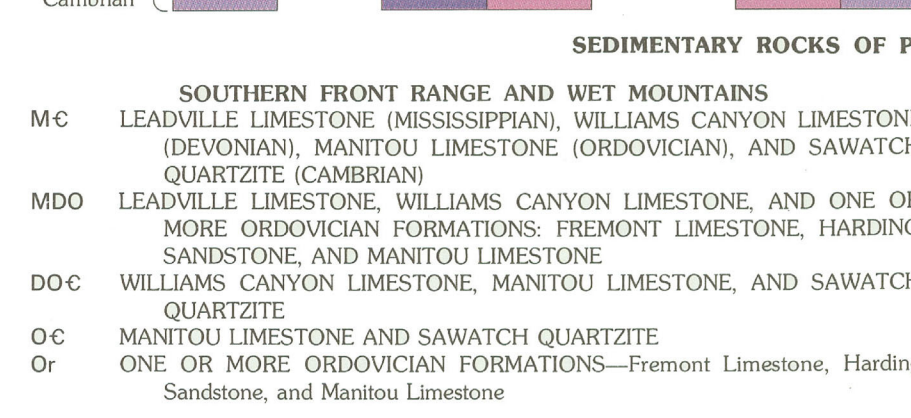 Cambrian
SEDIMENTARY ROCKS OF P
SOUTHERN FRONT RANGE AND WET MOUNTAINS
M€ LEADVILLE LIMESTONE (MISSISSIPPIAN), WILLIAMS CANYON LIMESTONE
(DEVONIAN), MANITOU LIMESTONE (ORDOVICIAN), AND SAWATCH
QUARTZITE (CAMBRIAN)
MDO LEADVILLE LIMESTONE, WILLIAMS CANYON LIMESTONE, AND ONE OR
MORE ORDOVICIAN FORMATIONS: FREMONT LIMESTONE, HARDING
SANDSTONE, AND MANITOU LIMESTONE
DO€ WILLIAMS CANYON LIMESTONE, MANITOU LIMESTONE, AND SAWATCH
QUARTZITE
O€ MANITOU LIMESTONE AND SAWATCH QUARTZITE
Or ONE OR MORE ORDOVICIAN FORMATIONS—Fremont Limestone, Harding
Sandstone, and Manitou Limestone